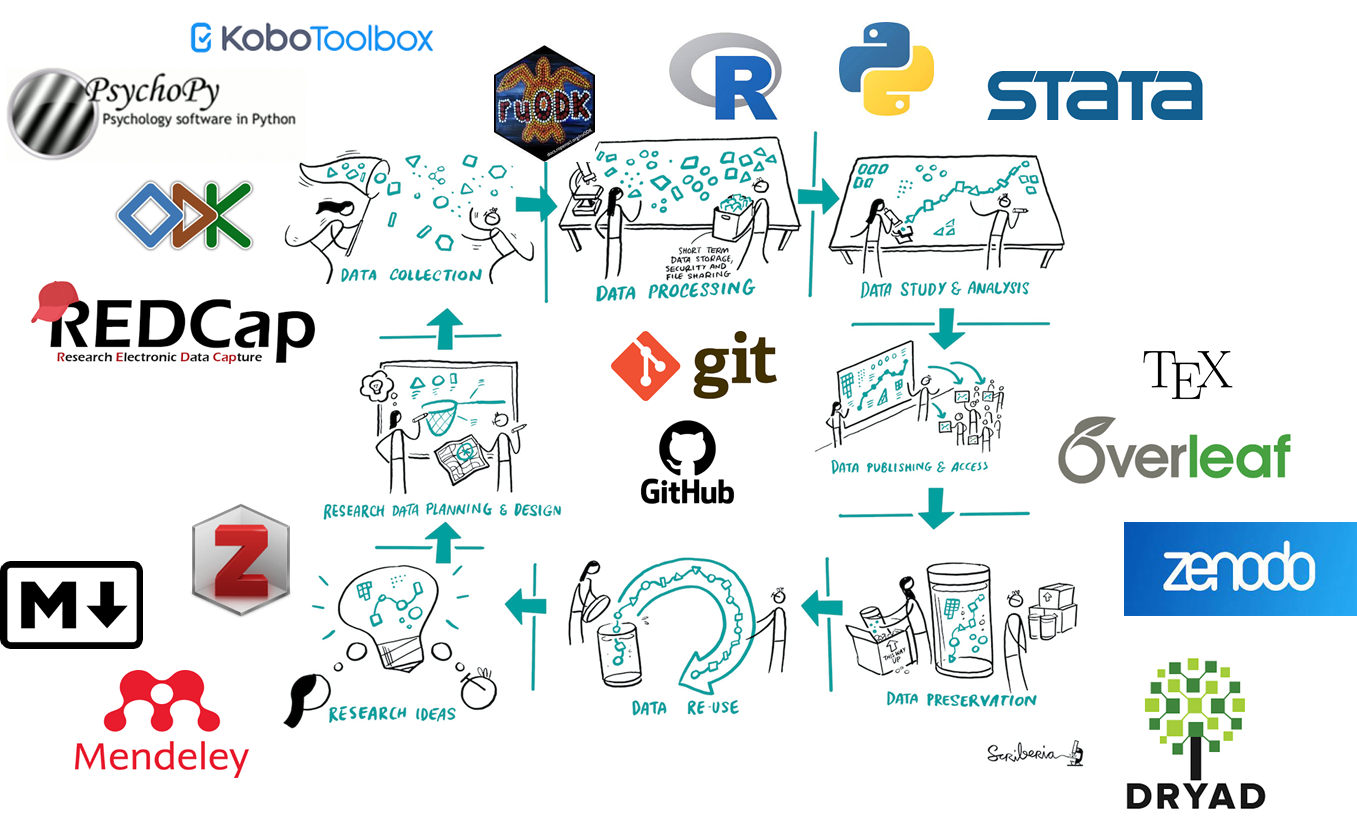 KoboToolbox
PsychoPy
Psychology software in Python
ruODK
R
STATA
ODK
REDCap
Research Electronic Data Capture
DATA COLLECTION
SHORT TERM
DATA STORAGE,
SECURITY AND
FILE SHARING
DATA PROCESSING
DATA STUDY & ANALYSIS
git
GitHub
TEX
Overleaf
DATA PUBLISHING & ACCESS
RESEARCH DATA PLANNING & DESIGN
Z
M
zenodo
THIS WAY
UP
Mendeley
RESEARCH IDEAS
DATA RE-USE
DATA PRESERVATION
Scriberia
DRYAD